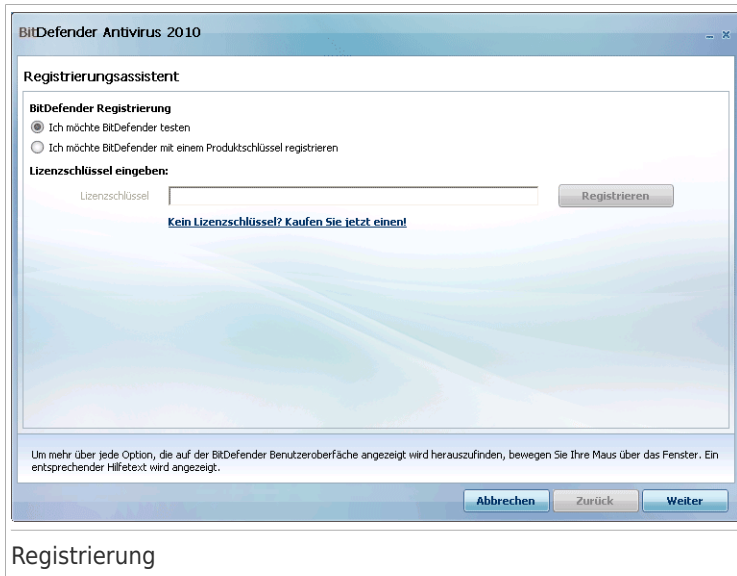 BitDefender Antivirus 2010
Registrierungsassistent
BitDefender Registrierung
Ich möchte BitDefender testen
Ich möchte BitDefender mit einem Produktschlüssel registrieren
Lizenzschlüssel eingeben:
Lizenzschlüssel
Registrieren
Kein Lizenzschlüssel? Kaufen Sie jetzt einen!
Um mehr über jede Option, die auf der BitDefender Benutzeroberfäche angezeigt wird herauszufinden, bewegen Sie Ihre Maus über das Fenster. Ein
entsprechender Hilfetext wird angezeigt.
Abbrechen
Zurück
Weiter
Registrierung